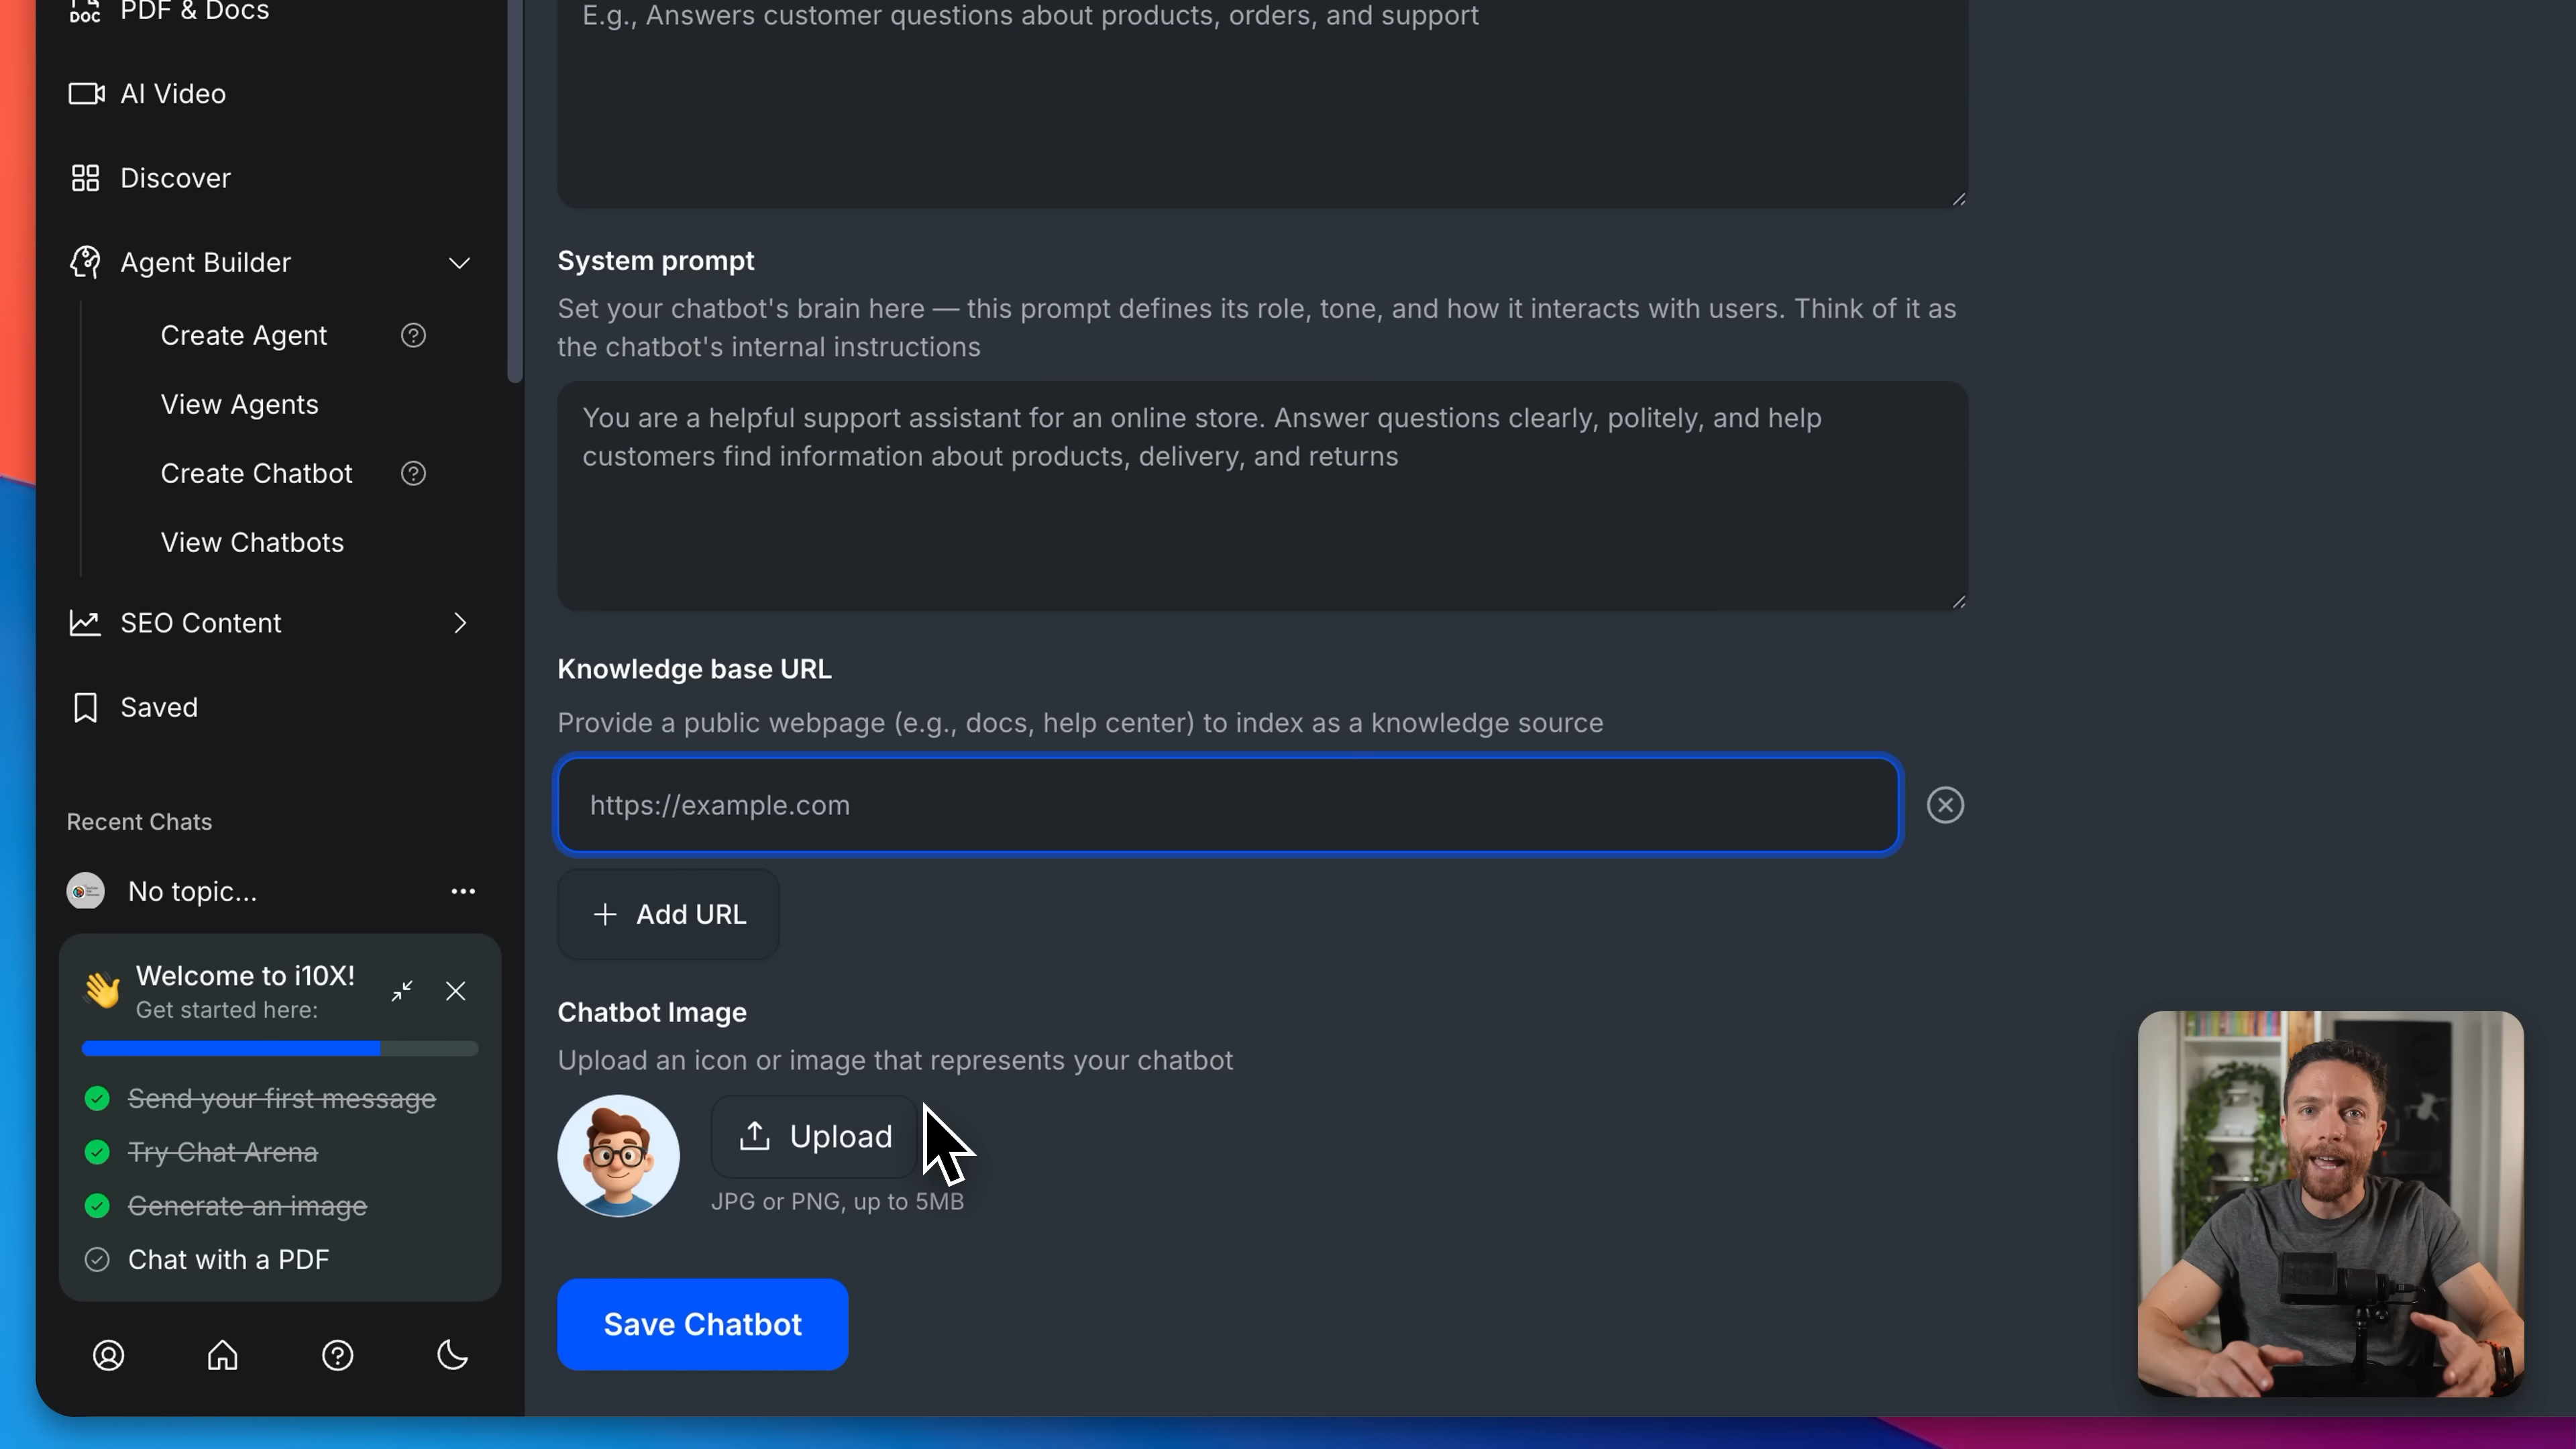 PDF & Docs
AI Video
Discover
Agent Builder
Create Agent
View Agents
Create Chatbot
View Chatbots
SEO Content
Saved
Recent Chats
No topic...
Welcome to i10X!
Get started here:
Send your first message
Try Chat Arena
Generate an image
Chat with a PDF
E.g., Answers customer questions about products, orders, and support
System prompt
Set your chatbot's brain here — this prompt defines its role, tone, and how it interacts with users. Think of it as
the chatbot's internal instructions
You are a helpful support assistant for an online store. Answer questions clearly, politely, and help
customers find information about products, delivery, and returns
Knowledge base URL
Provide a public webpage (e.g., docs, help center) to index as a knowledge source
https://example.com
Add URL
Chatbot Image
Upload an icon or image that represents your chatbot
Upload
JPG or PNG, up to 5MB
Save Chatbot